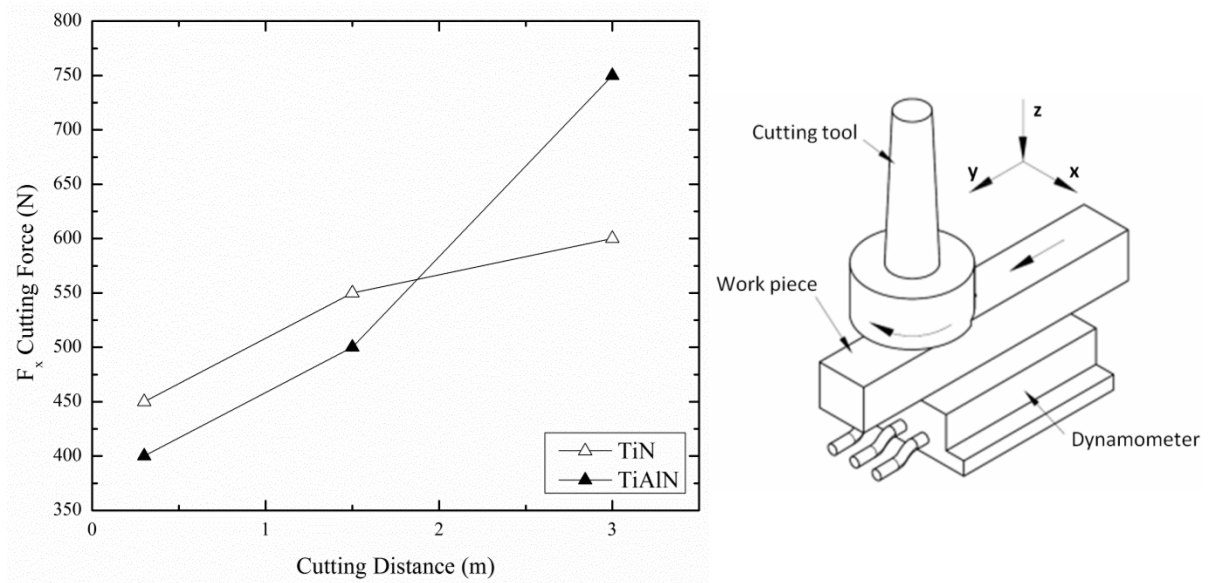 800
750
700
650
600
550
500
450
400
350
F_x Cutting Force (N)
0
1
2
3
Cutting Distance (m)
TiN
TiAlN
Cutting tool
z
y
x
Work piece
Dynamometer